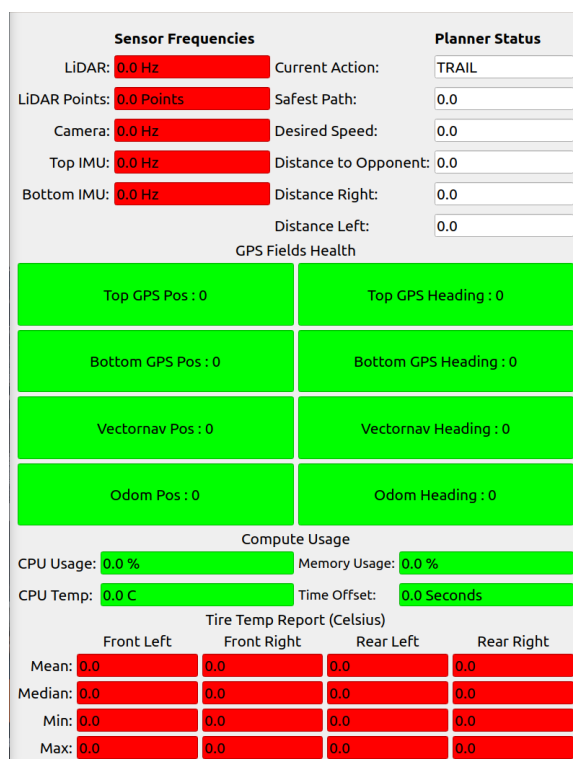 Sensor Frequencies Planner Status
LiDAR: 0.0 Hz Current Action: TRAIL
LiDAR Points: 0.0 Points Safest Path: 0.0
Camera: 0.0 Hz Desired Speed: 0.0
Top IMU: 0.0 Hz Distance to Opponent: 0.0
Bottom IMU: 0.0 Hz Distance Right: 0.0
Distance Left: 0.0
GPS Fields Health
Top GPS Pos : 0 Top GPS Heading : 0
Bottom GPS Pos : 0 Bottom GPS Heading : 0
Vectornav Pos : 0 Vectornav Heading : 0
Odom Pos : 0 Odom Heading : 0
Compute Usage
CPU Usage: 0.0 % Memory Usage: 0.0 %
CPU Temp: 0.0 C Time Offset: 0.0 Seconds
Tire Temp Report (Celsius)
Front Left Front Right Rear Left Rear Right
Mean: 0.0 0.0 0.0 0.0
Median: 0.0 0.0 0.0 0.0
Min: 0.0 0.0 0.0 0.0
Max: 0.0 0.0 0.0 0.0